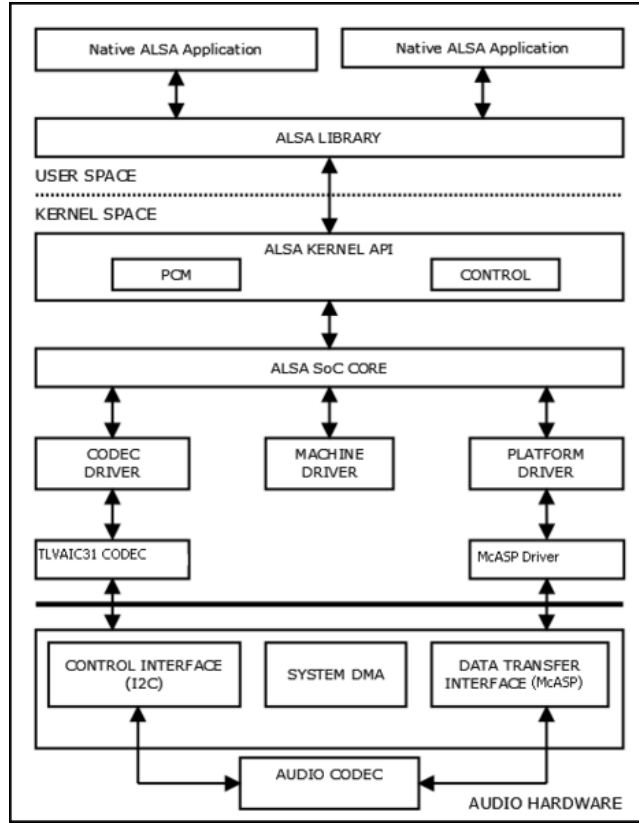 Native ALSA Application
Native ALSA Application
ALSA LIBRARY
USER SPACE
KERNEL SPACE
ALSA KERNEL API
PCM
CONTROL
ALSA SoC CORE
CODEC
DRIVER
MACHINE
DRIVER
PLATFORM
DRIVER
TLVAIC31 CODEC
McASP Driver
CONTROL INTERFACE
(I2C)
SYSTEM DMA
DATA TRANSFER
INTERFACE (McASP)
AUDIO CODEC
AUDIO HARDWARE